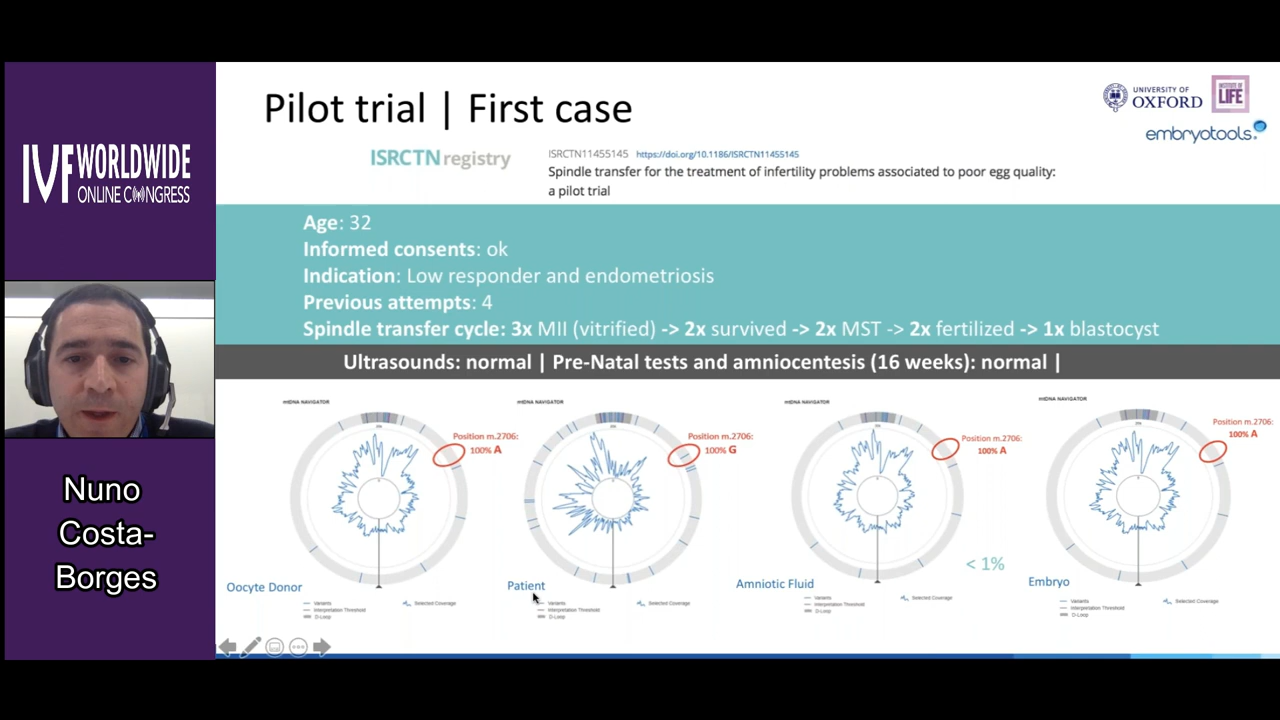 IVF WORLDWIDE
ONLINE CONGRESS
Nuno
Costa-
Borges
Pilot trial | First case
UNIVERSITY OF
OXFORD
INSTITUTE OF
LIFE
embryotools
ISRCTN registry
ISRCTN11455145 https://doi.org/10.1186/ISRCTN11455145
Spindle transfer for the treatment of infertility problems associated to poor egg quality:
a pilot trial
Age: 32
Informed consents: ok
Indication: Low responder and endometriosis
Previous attempts: 4
Spindle transfer cycle: 3x MII (vitrified) -> 2x survived -> 2x MST -> 2x fertilized -> 1x blastocyst
Ultrasounds: normal | Pre-Natal tests and amniocentesis (16 weeks): normal |
mtDNA NAVIGATOR
Position m.2706:
100% A
Oocyte Donor
Variants
Interpretation Threshold
D-Loop
Selected Coverage
mtDNA NAVIGATOR
Position m.2706:
100% G
Patient
Variants
Interpretation Threshold
D-Loop
Selected Coverage
mtDNA NAVIGATOR
Position m.2706:
100% A
< 1%
Amniotic Fluid
Variants
Interpretation Threshold
D-Loop
Selected Coverage
mtDNA NAVIGATOR
Position m.2706:
100% A
Embryo
Variants
Interpretation Threshold
D-Loop
Selected Coverage